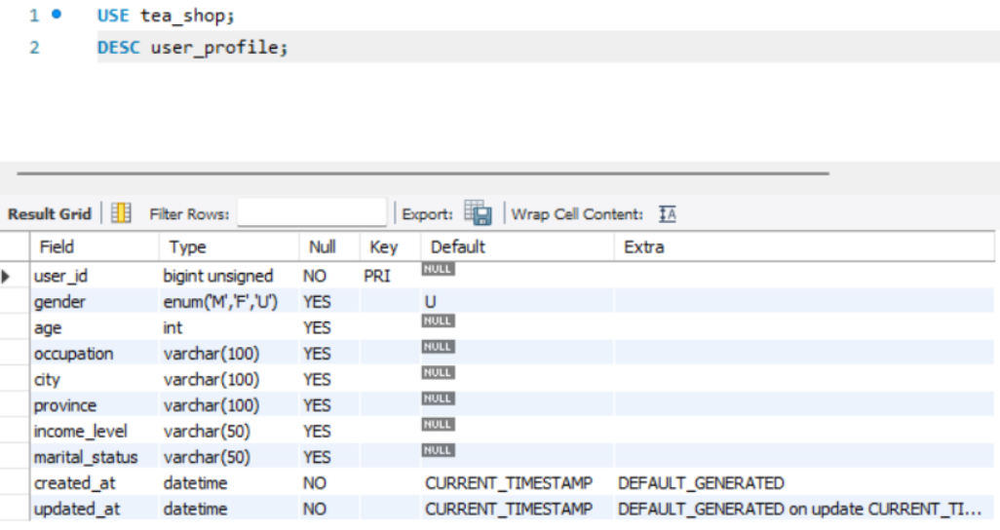 1 USE tea_shop;
2 DESC user_profile;
Result Grid Filter Rows: Export: Wrap Cell Content: IA
Field Type Null Key Default Extra
user_id bigint unsigned NO PRI NULL
gender enum('M','F','U') YES U
age int YES NULL
occupation varchar(100) YES NULL
city varchar(100) YES NULL
province varchar(100) YES NULL
income_level varchar(50) YES NULL
marital_status varchar(50) YES NULL
created_at datetime NO CURRENT_TIMESTAMP DEFAULT_GENERATED
updated_at datetime NO CURRENT_TIMESTAMP DEFAULT_GENERATED on update CURRENT_TI...